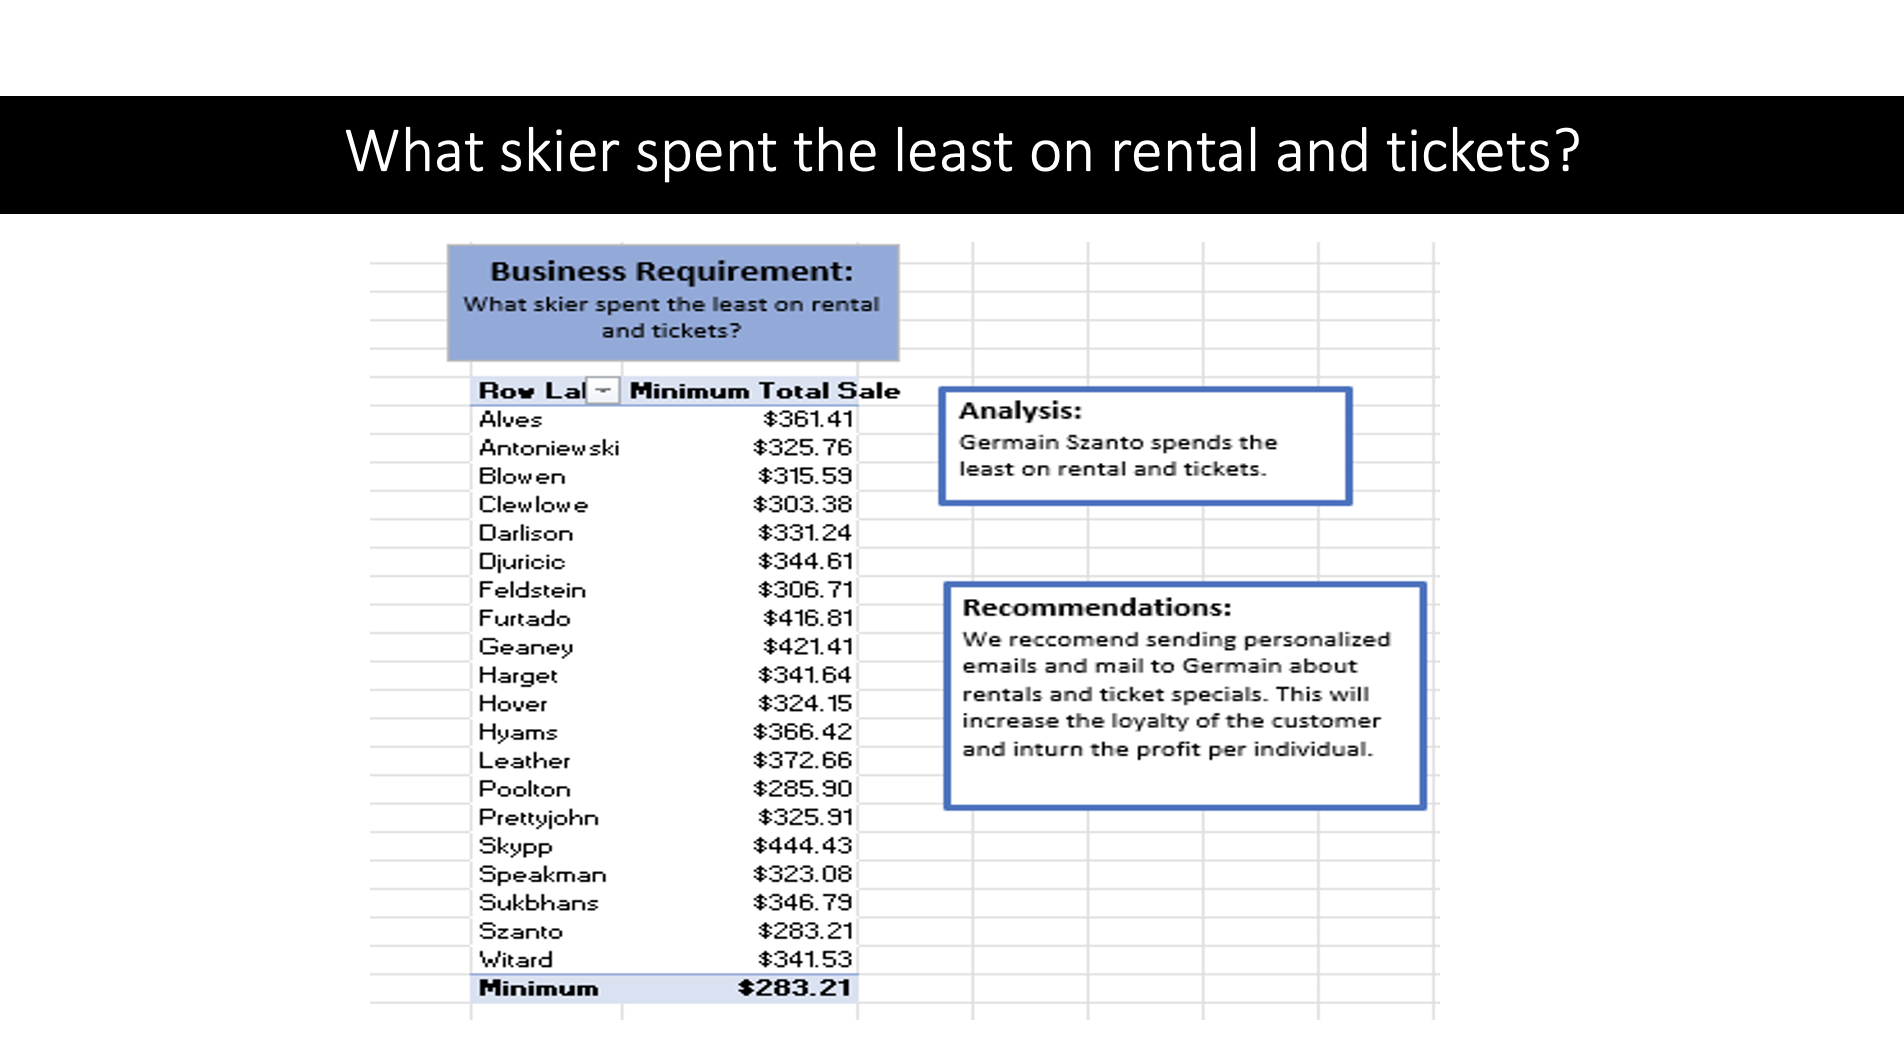 What skier spent the least on rental and tickets?
Business Requirement:
What skier spent the least on rental
and tickets?
Row Lal Minimum Total Sale
Alves $361.41
Antoniewski $325.76
Blowen $315.59
Clewlowe $303.38
Darlison $331.24
Djuricic $344.61
Feldstein $306.71
Furtado $416.81
Geaney $421.41
Harget $341.64
Hover $324.15
Hyams $366.42
Leather $372.66
Poolton $285.90
Prettyjohn $325.91
Skypp $444.43
Speakman $323.08
Sukbhans $346.79
Szanto $283.21
Witard $341.53
Minimum $283.21
Analysis:
Germain Szanto spends the
least on rental and tickets.
Recommendations:
We reccomend sending personalized
emails and mail to Germain about
rentals and ticket specials. This will
increase the loyalty of the customer
and inturn the profit per individual.